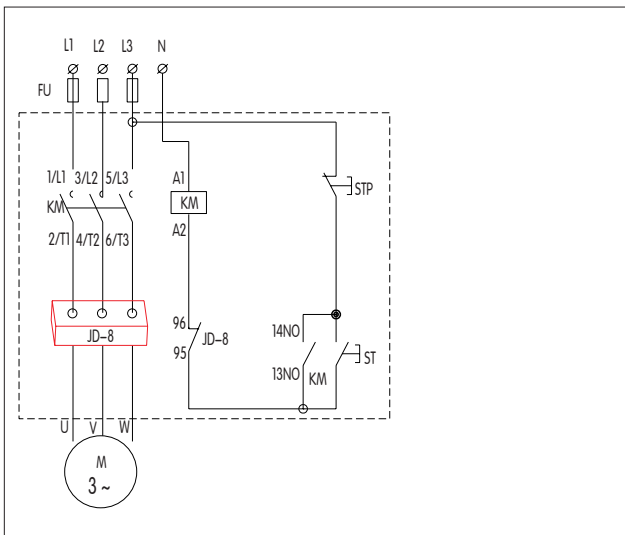 L1 L2 L3 N
FU
1/L1 3/L2 5/L3 A1
STP
KM KM
A2
2/T1 4/T2 6/T3
96
14NO
JD-8 JD-8
95 ST
13NO KM
U V W
M
3 ~